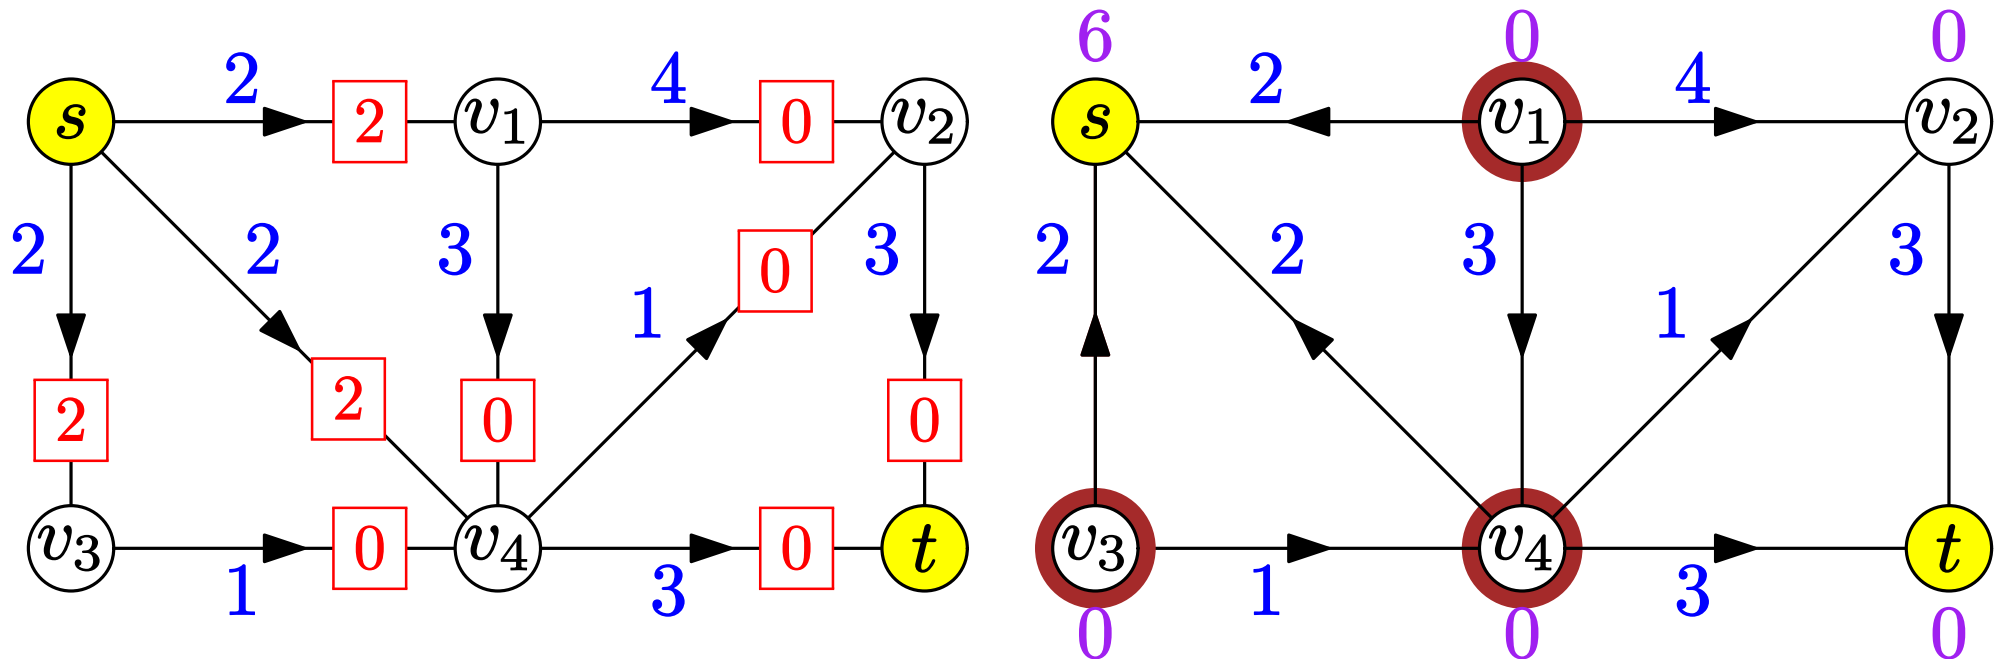 6 0 0
2 4 2 4
s 2 v1 0 v2 s v1 v2
2 2 3 3 2 2 3 3
0
1 1
2 2 0 0
v3 0 v4 0 t v3 v4 t
1 3 1 3
0 0 0